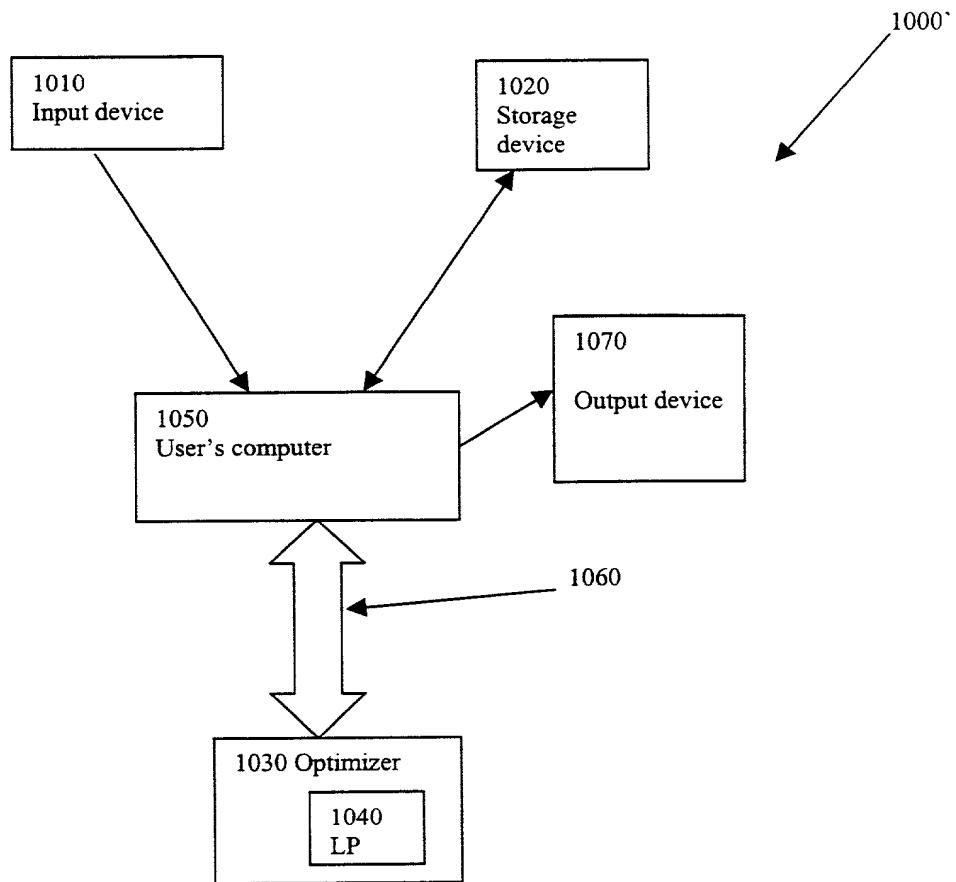 1000`
1010
Input device
1020
Storage
device
1070
Output device
1050
User's computer
1060
1030 Optimizer
1040
LP